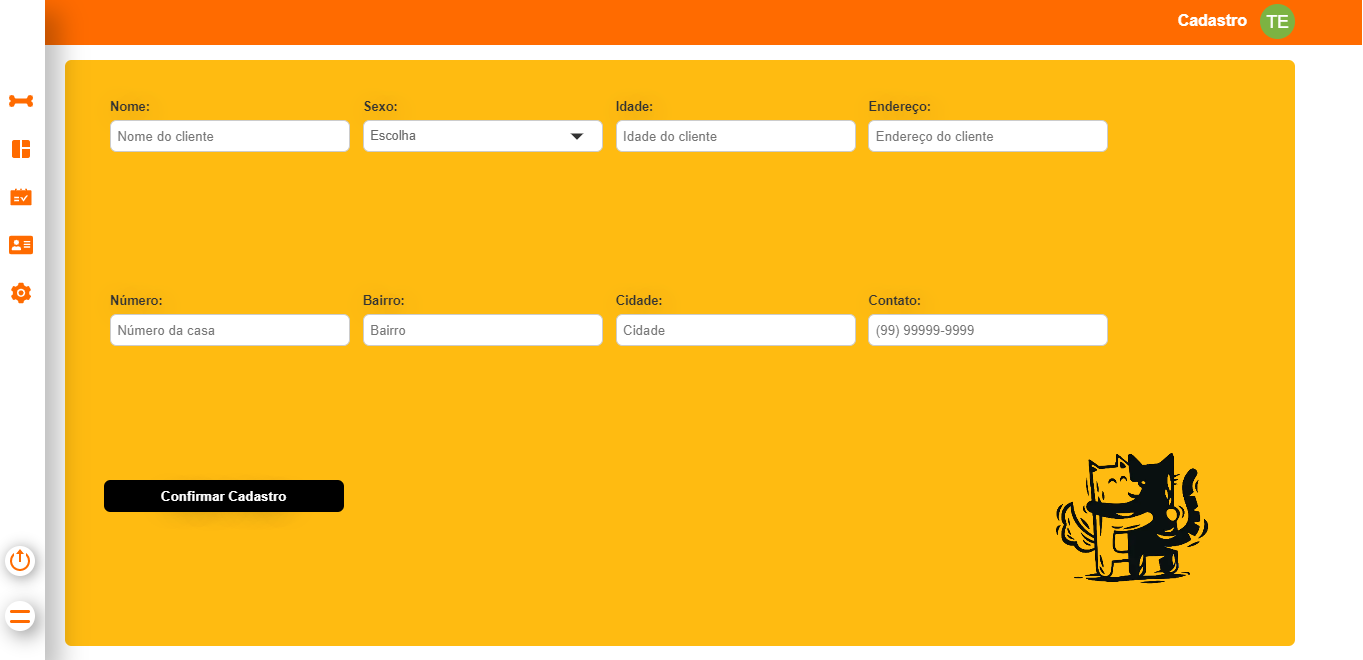 Cadastro TE
Nome: Sexo: Idade: Endereço:
Nome do cliente Escolha Idade do cliente Endereço do cliente
Número: Bairro: Cidade: Contato:
Número da casa Bairro Cidade (99) 99999-9999
Confirmar Cadastro